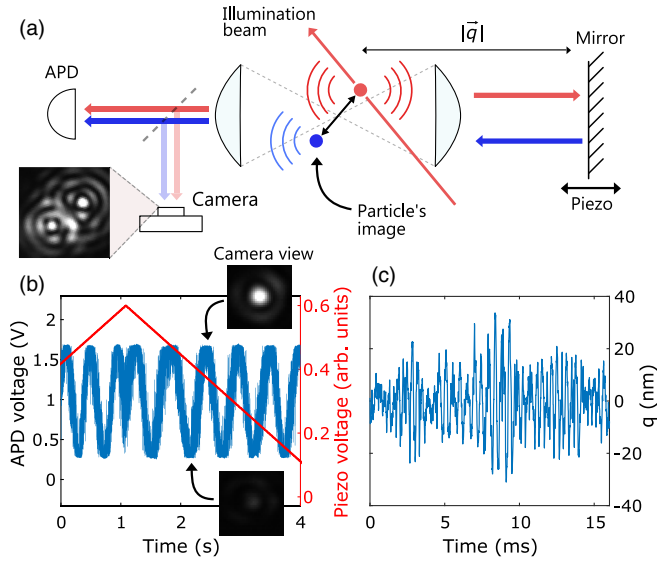 (a)
Illumination
beam
|q⃗|
Mirror
APD
Camera
Particle's
image
Piezo
(b)
Camera view
(c)
APD voltage (V)
2
1.5
1
0.5
0
0
1
2
3
4
Time (s)
Piezo voltage (arb. units)
0.6
0.4
0.2
0
40
20
0
-20
-40
q (nm)
0
5
10
15
Time (ms)